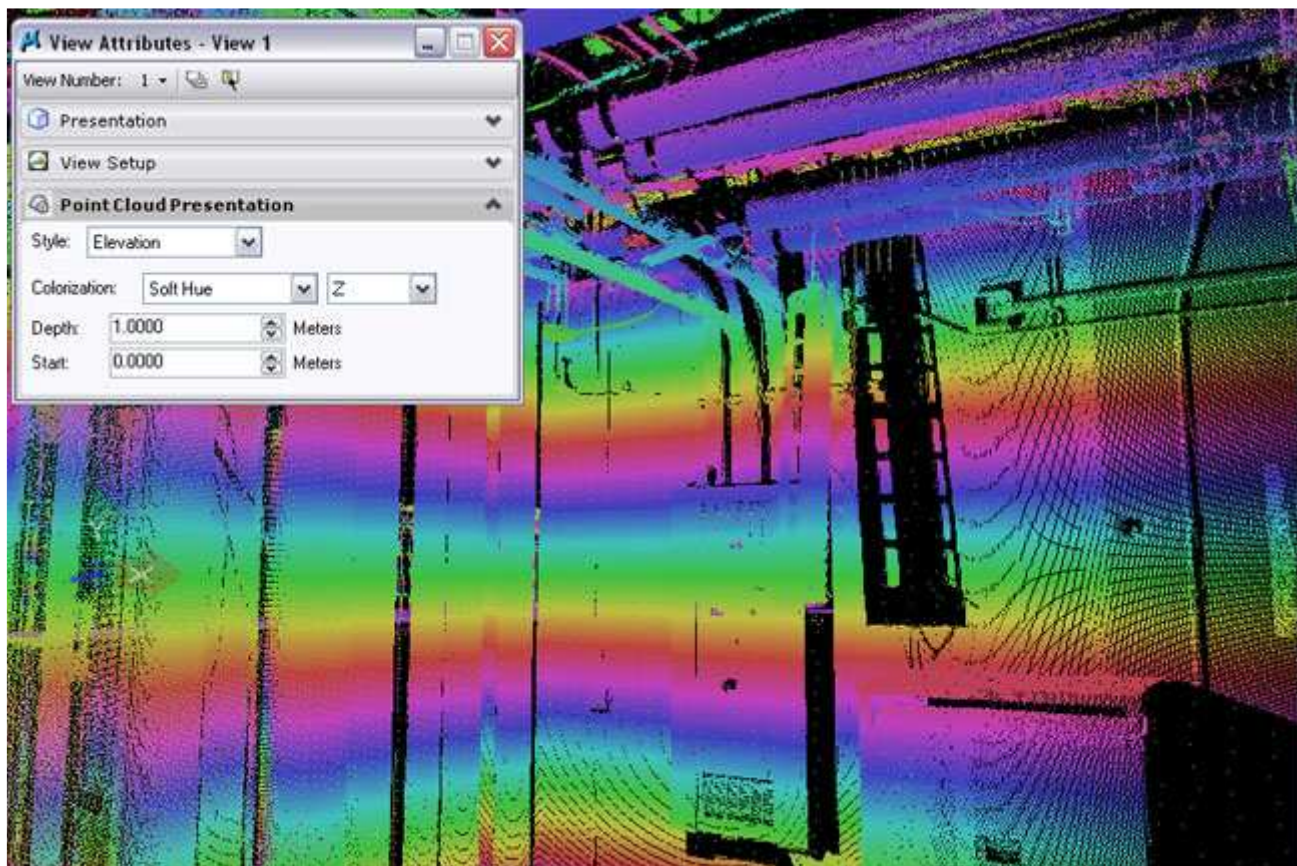 View Attributes - View 1
View Number: 1
Presentation
View Setup
Point Cloud Presentation
Style: Elevation
Colorization: Soft Hue Z
Depth: 1.0000 Meters
Start: 0.0000 Meters
Y
X